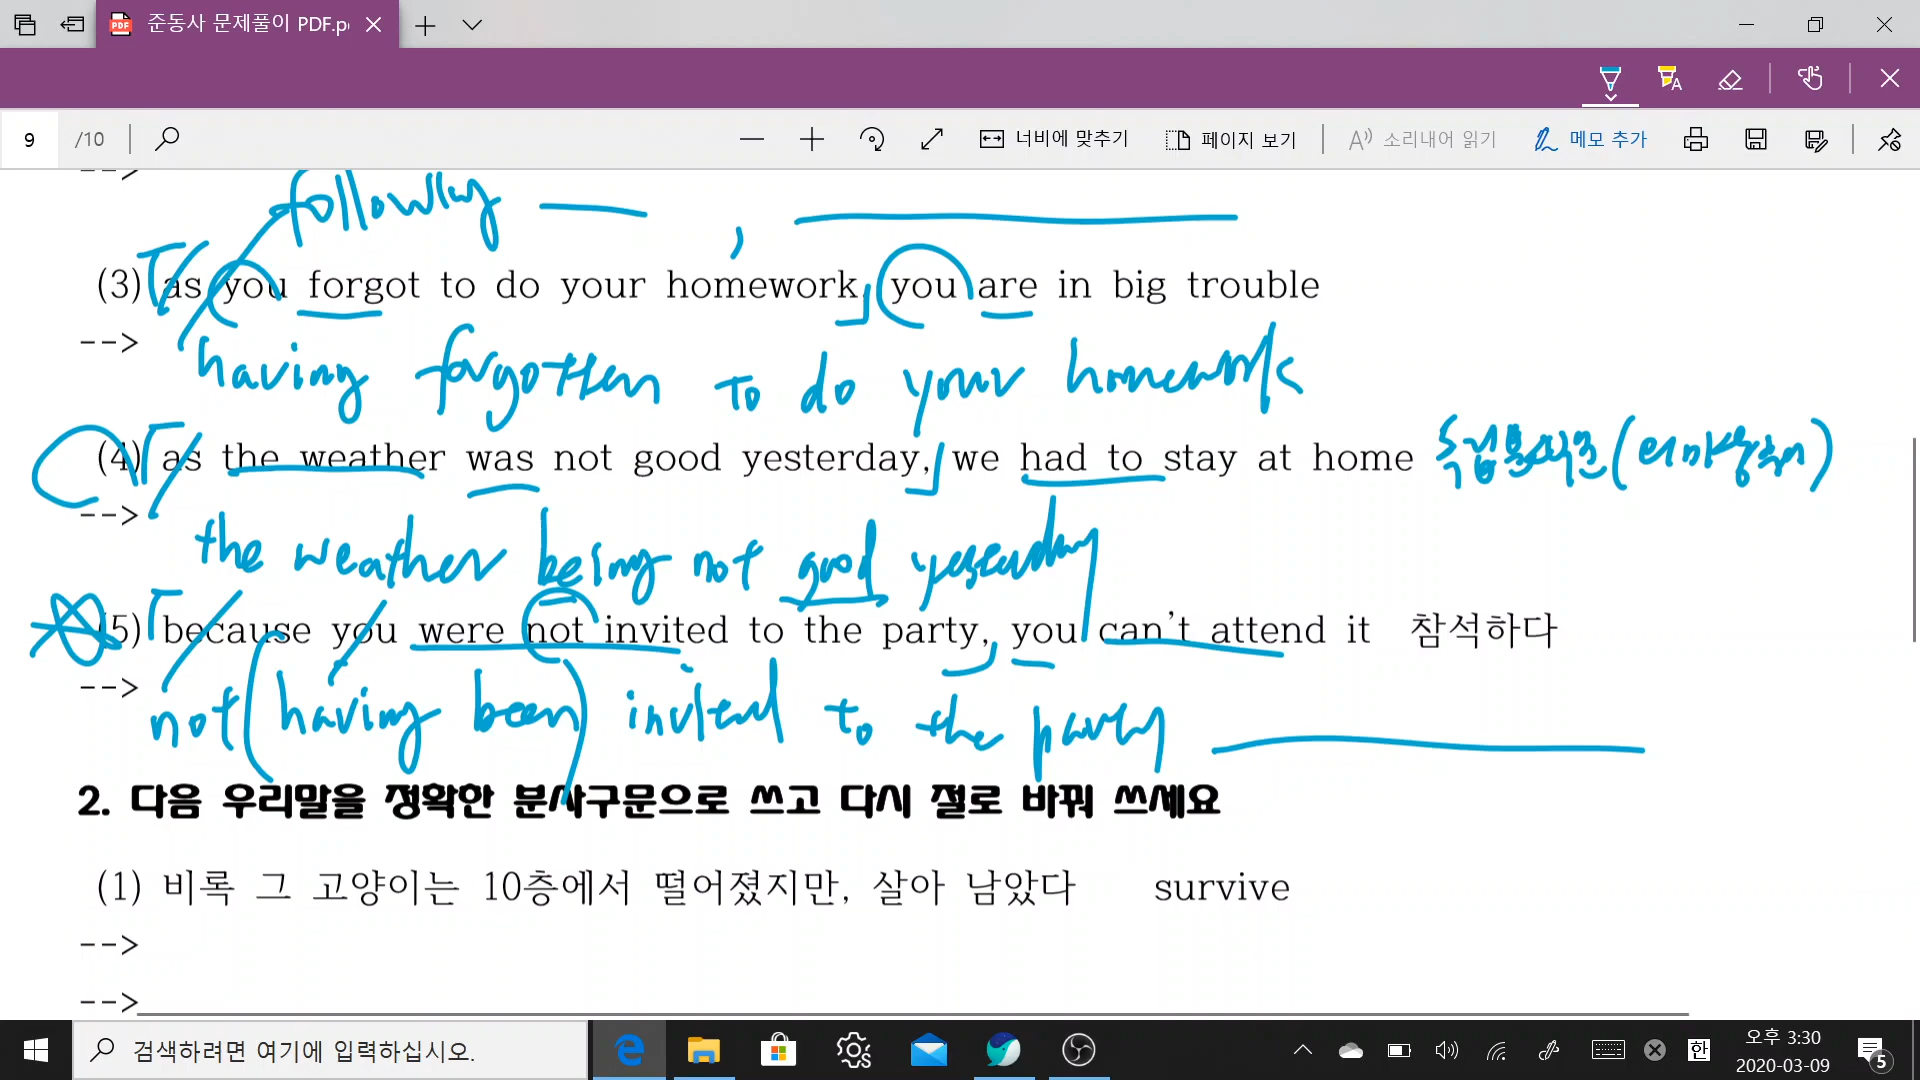 준동사 문제풀이 PDF.p
9 /10 너비에 맞추기 페이지 보기 소리내어 읽기 메모 추가
-->
following
(3) as you forgot to do your homework, you are in big trouble
-->
having forgotten to do your homework
(4) as the weather was not good yesterday, we had to stay at home
-->
the weather being not good yesterday
(5) because you were not invited to the party, you can't attend it 참석하다
-->
not (having been) invited to the party
2. 다음 우리말을 정확한 분사구문으로 쓰고 다시 절로 바꿔 쓰세요
(1) 비록 그 고양이는 10층에서 떨어졌지만, 살아 남았다 survive
-->
-->
검색하려면 여기에 입력하십시오.
한
오후 3:30
2020-03-09
5